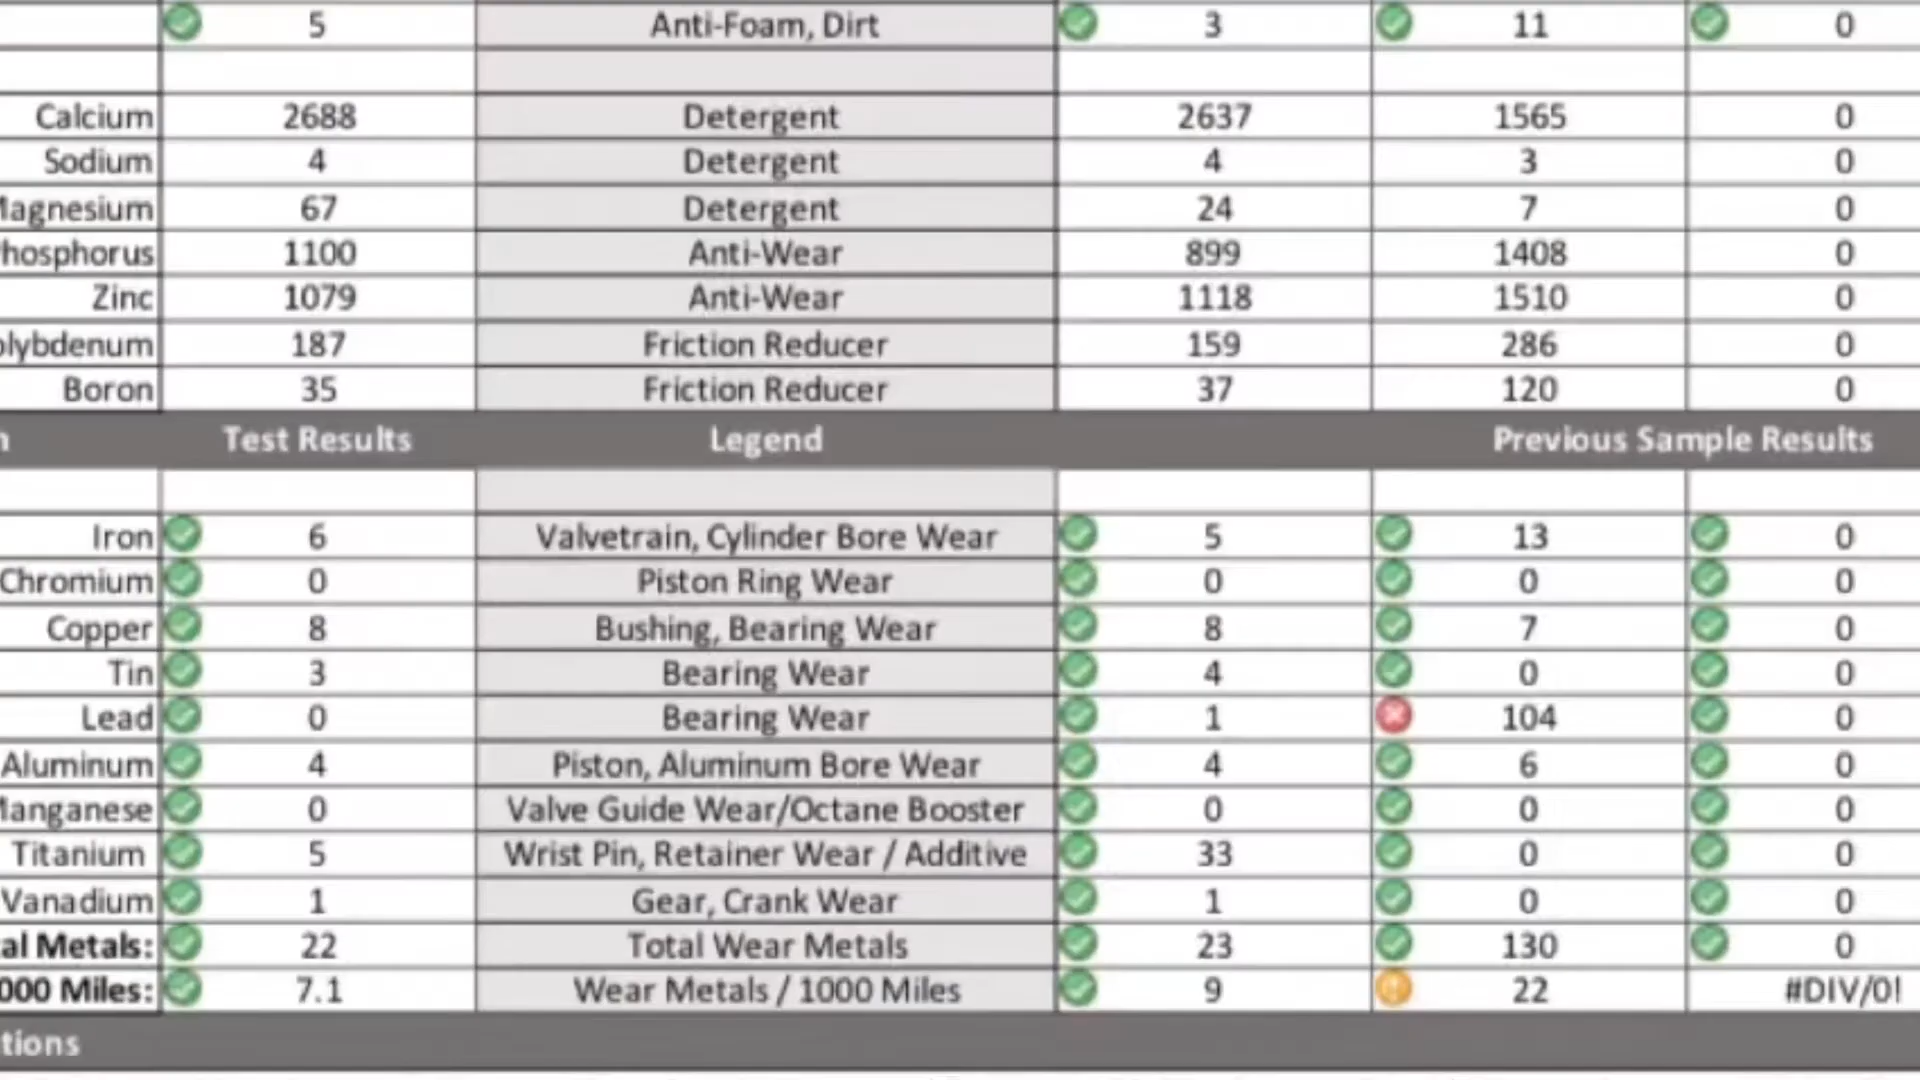 5 Anti-Foam, Dirt 3 11 0
Calcium 2688 Detergent 2637 1565 0
Sodium 4 Detergent 4 3 0
Magnesium 67 Detergent 24 7 0
hosphorus 1100 Anti-Wear 899 1408 0
Zinc 1079 Anti-Wear 1118 1510 0
olybdenum 187 Friction Reducer 159 286 0
Boron 35 Friction Reducer 37 120 0
n Test Results Legend Previous Sample Results
Iron 6 Valvetrain, Cylinder Bore Wear 5 13 0
Chromium 0 Piston Ring Wear 0 0 0
Copper 8 Bushing, Bearing Wear 8 7 0
Tin 3 Bearing Wear 4 0 0
Lead 0 Bearing Wear 1 104 0
Aluminum 4 Piston, Aluminum Bore Wear 4 6 0
Manganese 0 Valve Guide Wear/Octane Booster 0 0 0
Titanium 5 Wrist Pin, Retainer Wear / Additive 33 0 0
Vanadium 1 Gear, Crank Wear 1 0 0
al Metals: 22 Total Wear Metals 23 130 0
000 Miles: 7.1 Wear Metals / 1000 Miles 9 22 #DIV/0!
tions